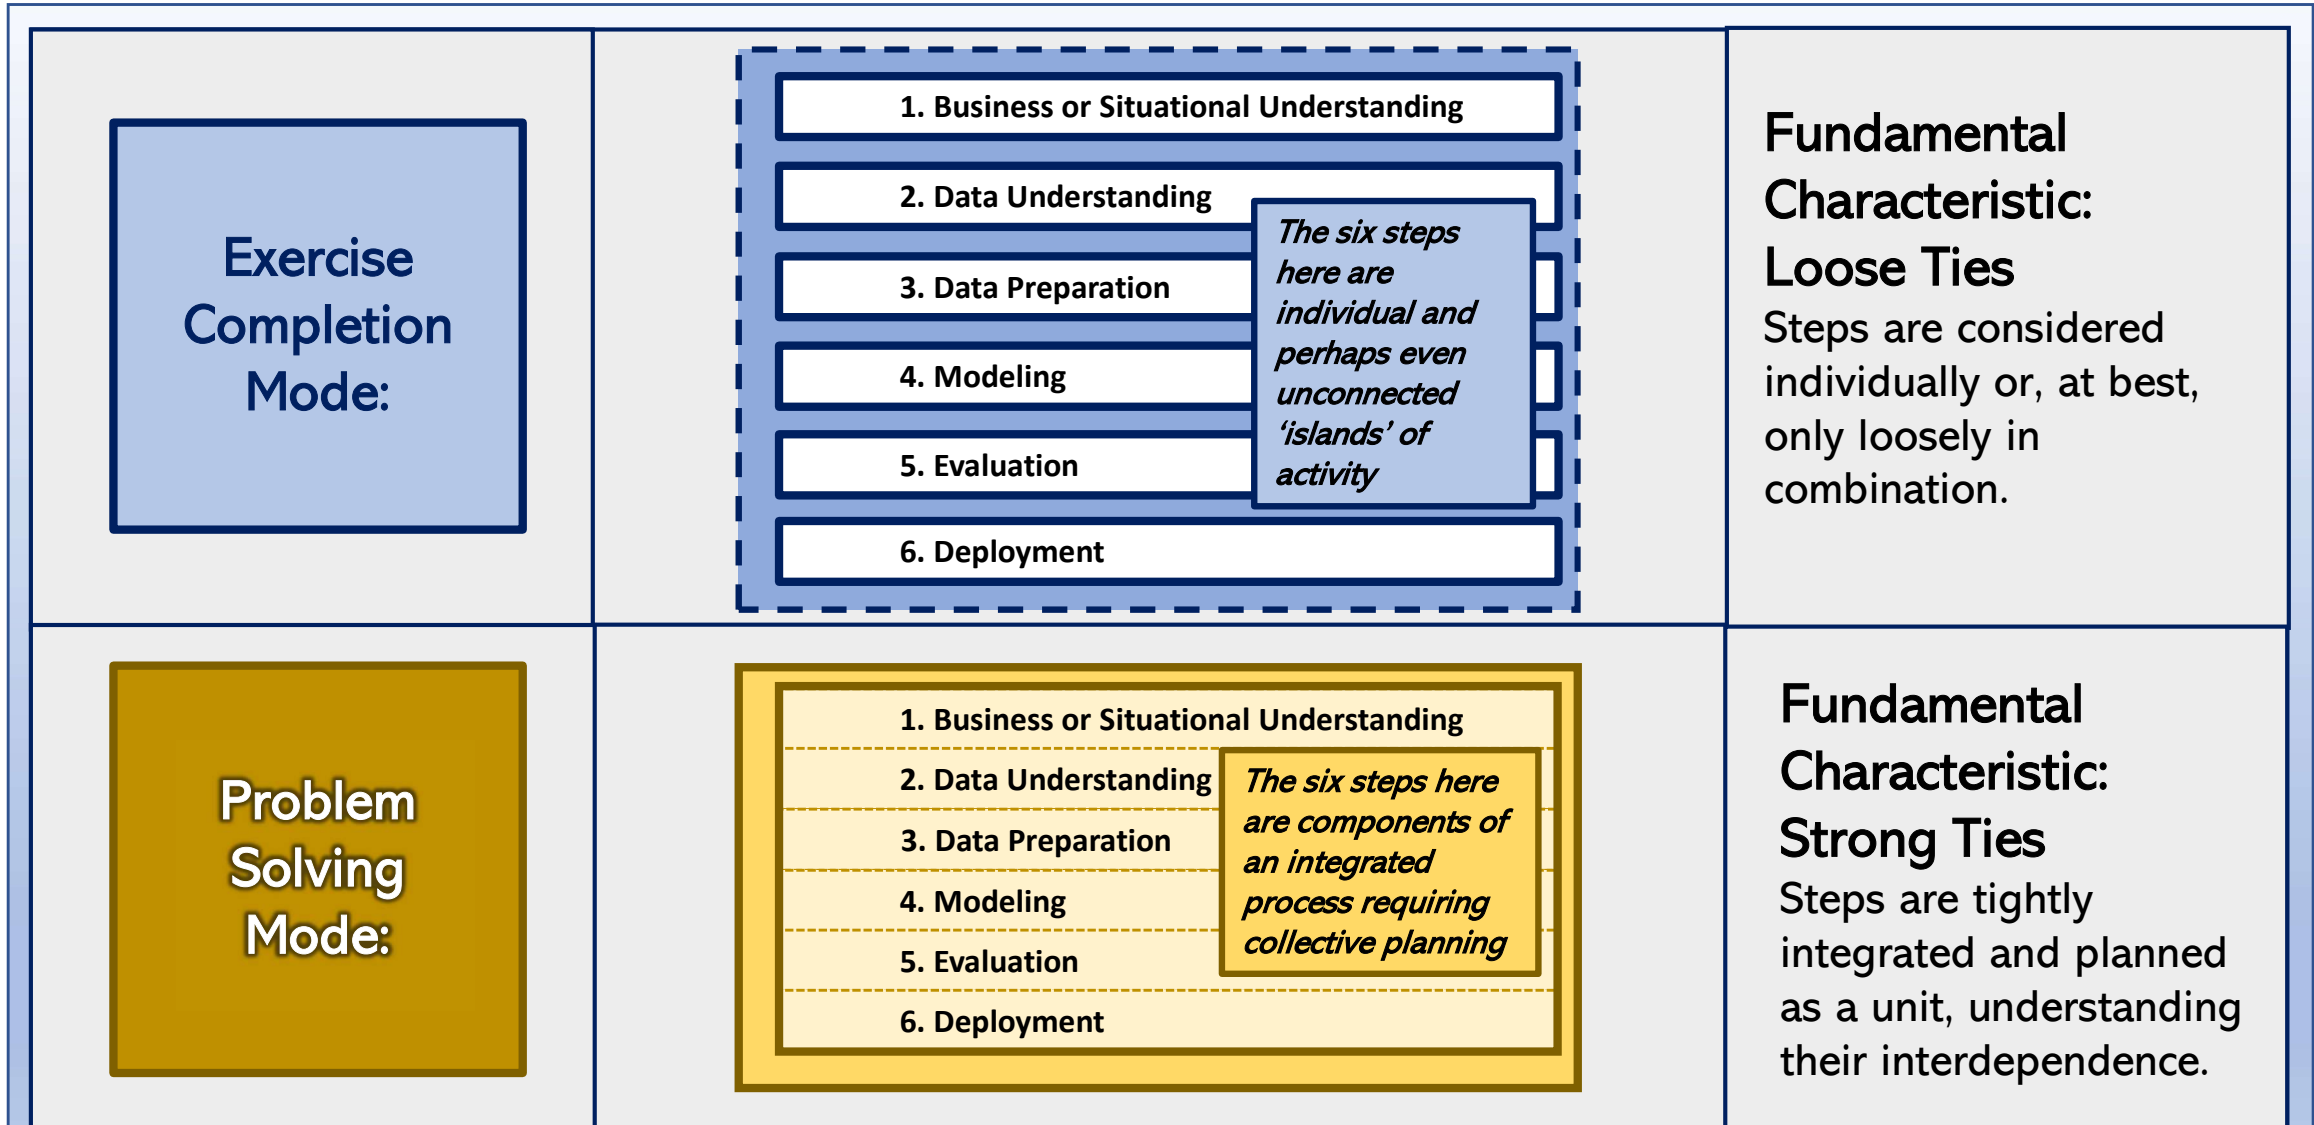 Exercise
Completion
Mode:
1. Business or Situational Understanding
2. Data Understanding
3. Data Preparation
4. Modeling
5. Evaluation
6. Deployment
The six steps
here are
individual and
perhaps even
unconnected
‘islands’ of
activity
Fundamental
Characteristic:
Loose Ties
Steps are considered
individually or, at best,
only loosely in
combination.
Problem
Solving
Mode:
1. Business or Situational Understanding
2. Data Understanding
3. Data Preparation
4. Modeling
5. Evaluation
6. Deployment
The six steps here
are components of
an integrated
process requiring
collective planning
Fundamental
Characteristic:
Strong Ties
Steps are tightly
integrated and planned
as a unit, understanding
their interdependence.